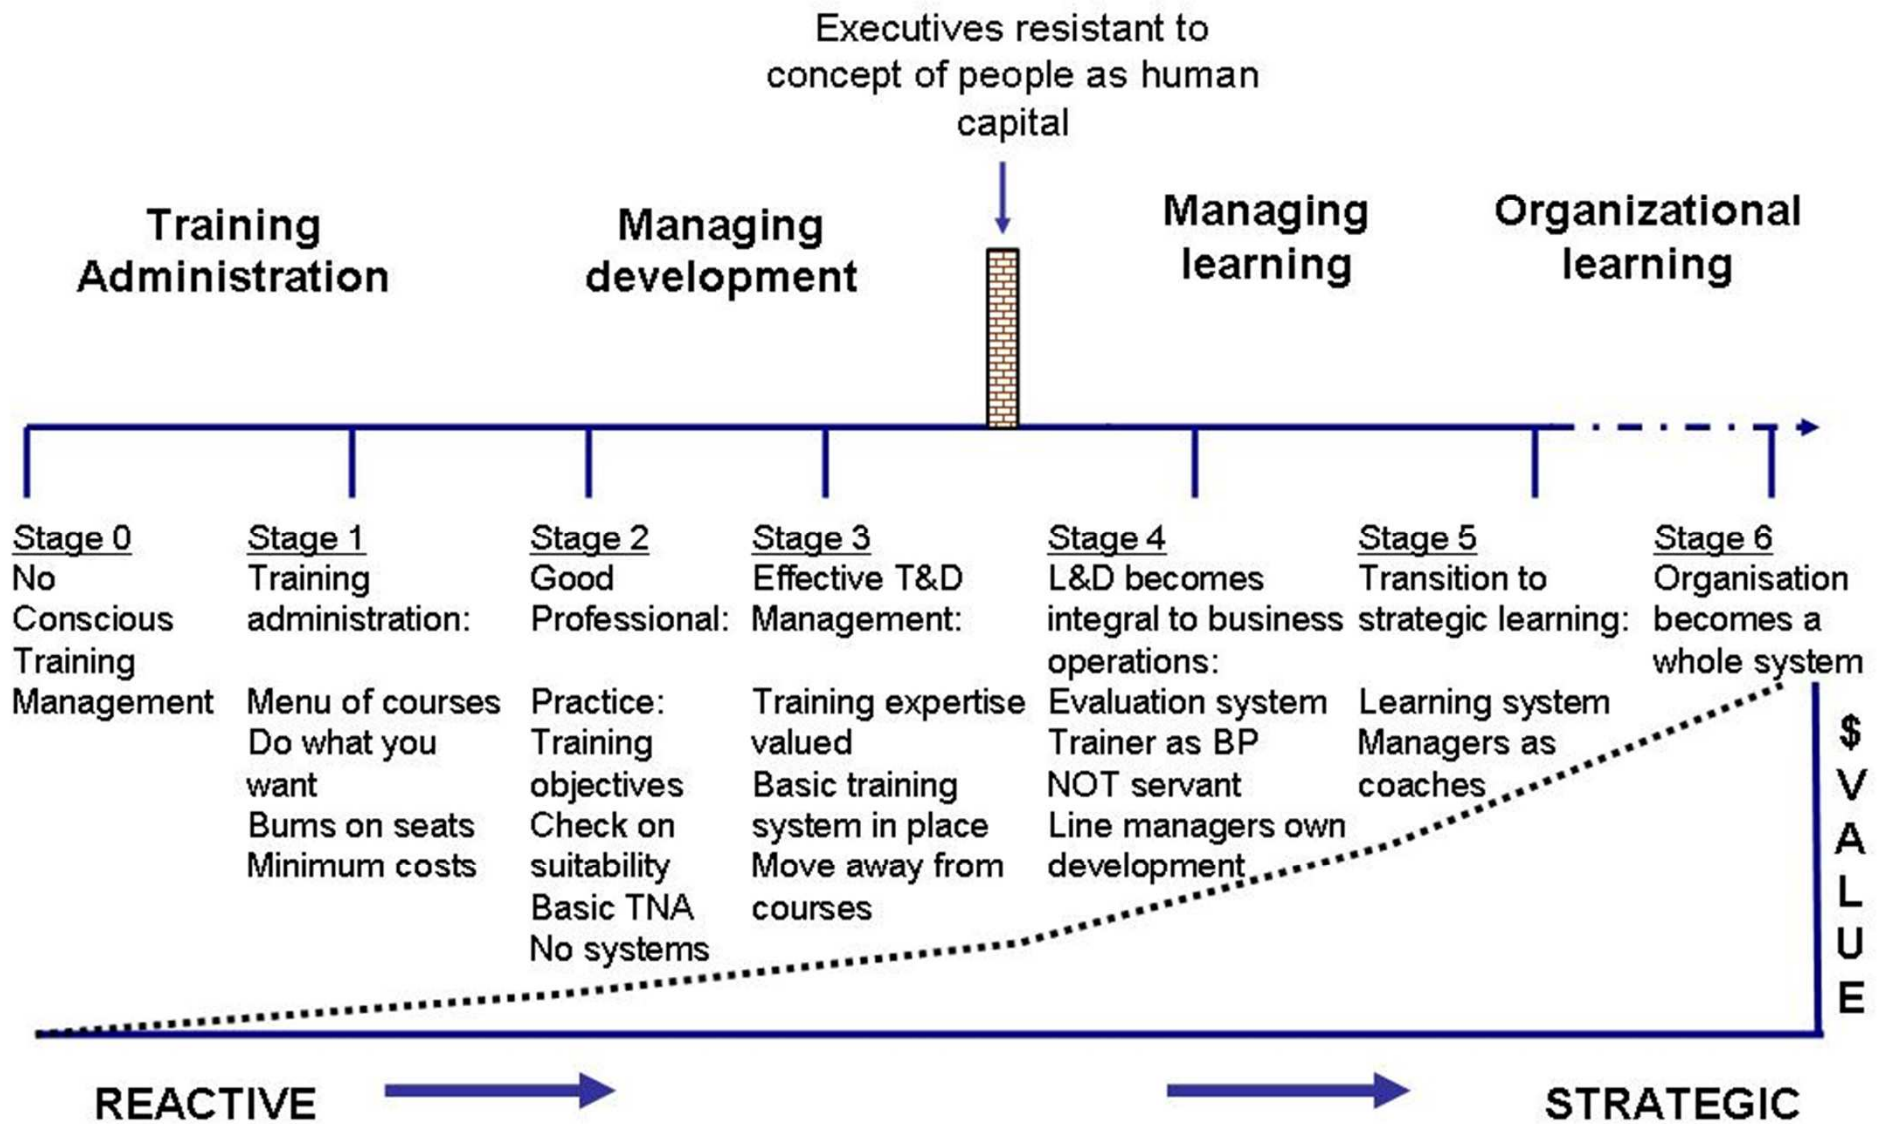 Executives resistant to
concept of people as human
capital
Training
Administration
Managing
development
Managing
learning
Organizational
learning
Stage 0
No
Conscious
Training
Management
Stage 1
Training
administration:
Menu of courses
Do what you
want
Bums on seats
Minimum costs
Stage 2
Good
Professional:
Practice:
Training
objectives
Check on
suitability
Basic TNA
No systems
Stage 3
Effective T&D
Management:
Training expertise
valued
Basic training
system in place
Move away from
courses
Stage 4
L&D becomes
integral to business
operations:
Evaluation system
Trainer as BP
NOT servant
Line managers own
development
Stage 5
Transition to
strategic learning:
Learning system
Managers as
coaches
Stage 6
Organisation
becomes a
whole system
$
V
A
L
U
E
REACTIVE
STRATEGIC